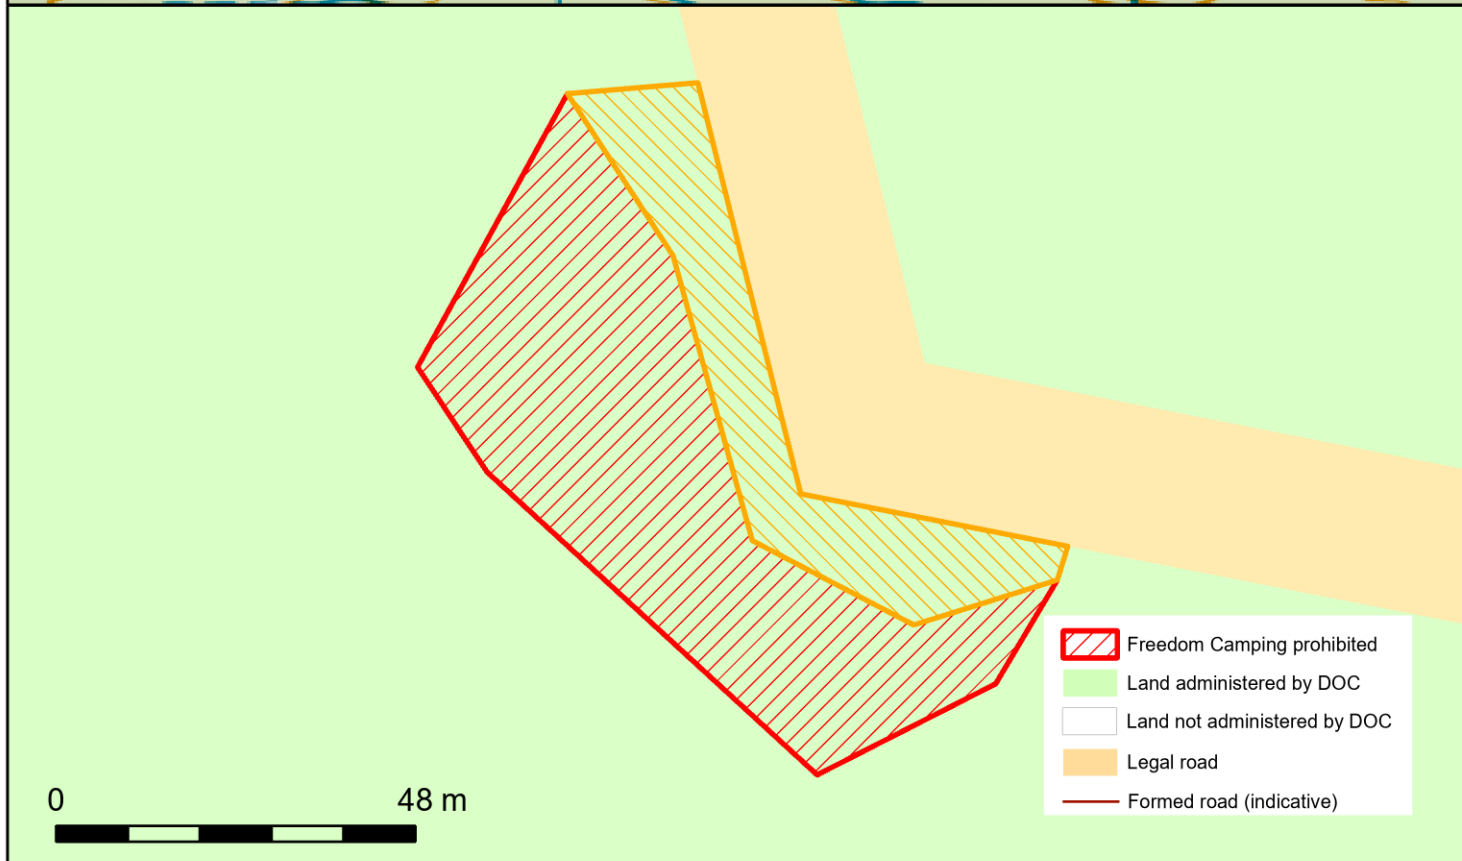 Freedom Camping prohibited
Land administered by DOC
Land not administered by DOC
Legal road
Formed road (indicative)
0 48 m